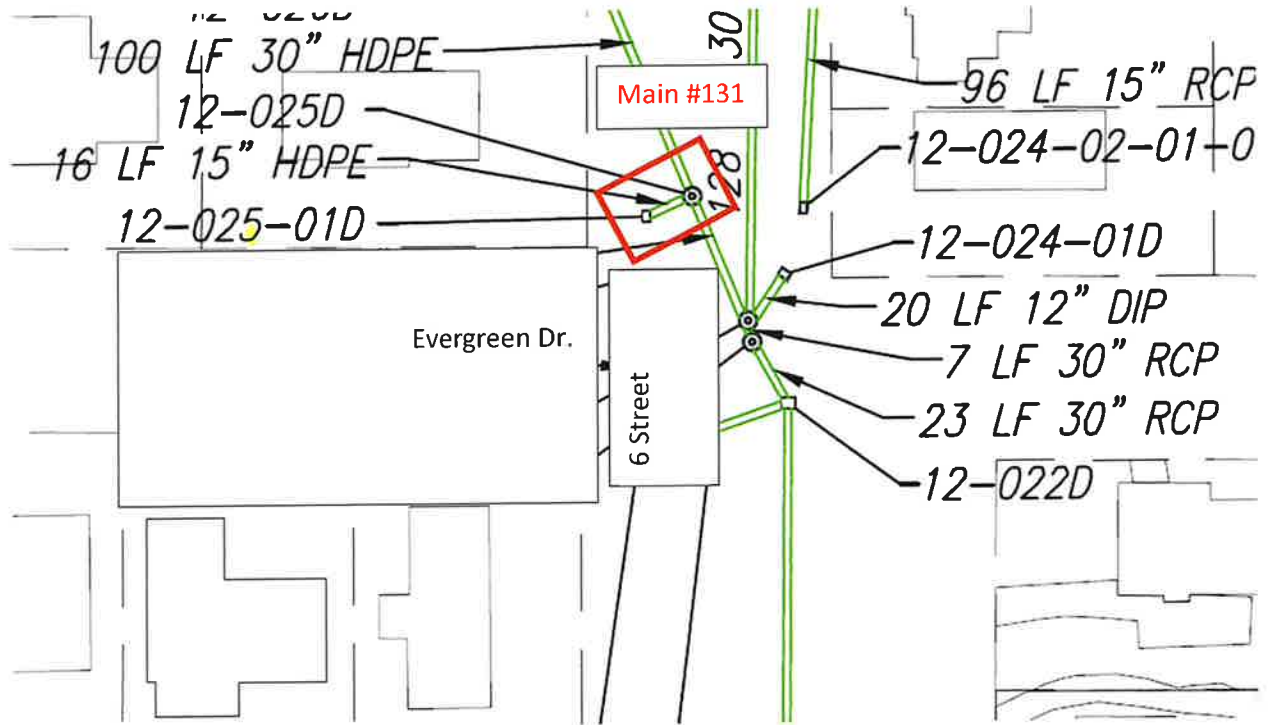 100 LF 30” HDPE
12-025D
16 LF 15” HDPE
12-025-01D
Main #131
30
128
96 LF 15” RCP
12-024-02-01-0
12-024-01D
20 LF 12” DIP
7 LF 30” RCP
23 LF 30” RCP
12-022D
Evergreen Dr.
6 Street